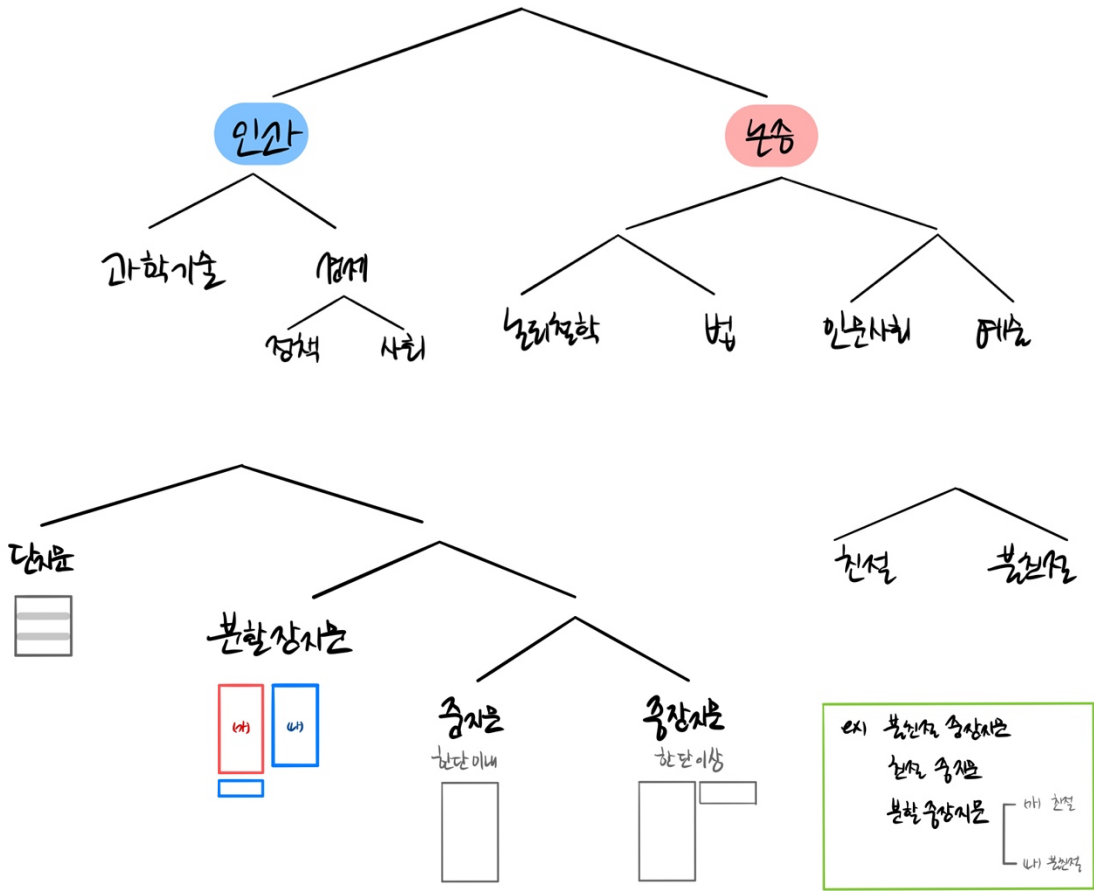 인과
논증
과학기술
경제
정책
사회
논리철학
법
인문사회
예술
단지문
분할장지문
(가)
(나)
중지문
한단이내
중장지문
한단이상
친절
불친절
ex) 불친절 중장지문
친절 중지문
분할중장지문
(가) 친절
(나) 불친절